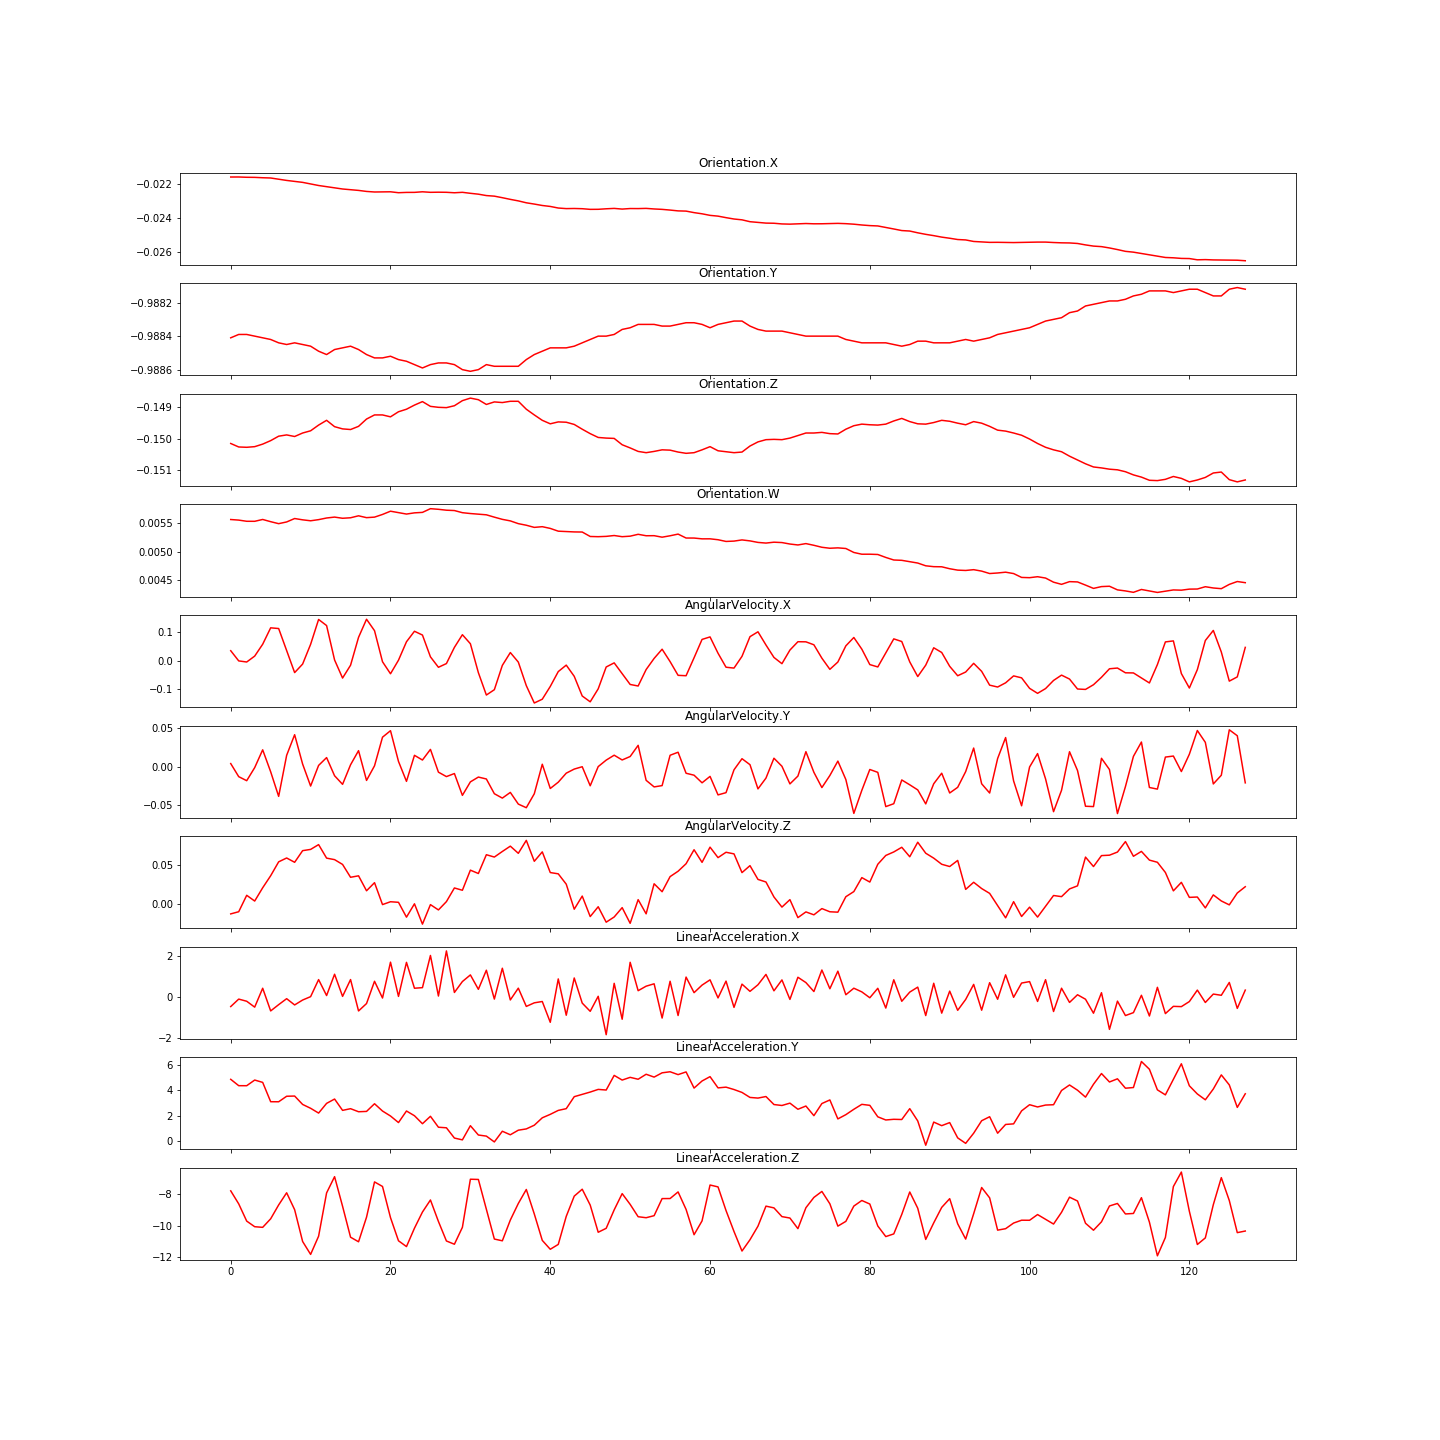 Orientation.X
−0.022
−0.024
−0.026
Orientation.Y
−0.9882
−0.9884
−0.9886
Orientation.Z
−0.149
−0.150
−0.151
Orientation.W
0.0055
0.0050
0.0045
AngularVelocity.X
0.1
0.0
−0.1
AngularVelocity.Y
0.05
0.00
−0.05
AngularVelocity.Z
0.05
0.00
LinearAcceleration.X
2
0
−2
LinearAcceleration.Y
6
4
2
0
LinearAcceleration.Z
−8
−10
−12
0 20 40 60 80 100 120